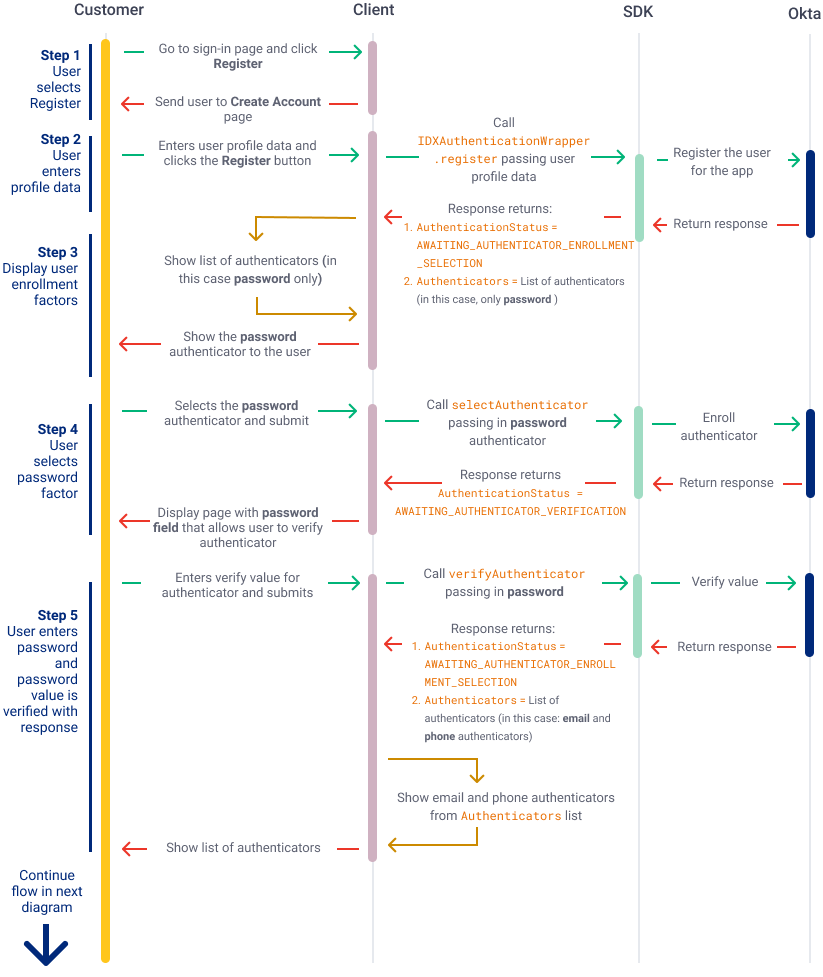 Customer
Client
SDK
Okta
Step 1
User
selects
Register
Go to sign-in page and click
Register
Send user to Create Account
page
Step 2
User
enters
profile data
Enters user profile data and
clicks the Register button
Call
IDXAuthenticationWrapper
.register passing user
profile data
Register the user
for the app
Response returns:
1. AuthenticationStatus =
AWAITING_AUTHENTICATOR_ENROLLMENT
_SELECTION
2. Authenticators = List of authenticators
(in this case, only password )
Return response
Step 3
Display user
enrollment
factors
Show list of authenticators (in
this case password only)
Show the password
authenticator to the user
Step 4
User
selects
password
factor
Selects the password
authenticator and submit
Call selectAuthenticator
passing in password
authenticator
Enroll
authenticator
Response returns
AuthenticationStatus =
AWAITING_AUTHENTICATOR_VERIFICATION
Return response
Display page with password
field that allows user to verify
authenticator
Step 5
User enters
password
and
password
value is
verified with
response
Enters verify value for
authenticator and submits
Call verifyAuthenticator
passing in password
Verify value
Response returns:
1. AuthenticationStatus =
AWAITING_AUTHENTICATOR_ENROLL
MENT_SELECTION
2. Authenticators = List of
authenticators (in this case: email and
phone authenticators)
Return response
Show email and phone authenticators
from Authenticators list
Show list of authenticators
Continue
flow in next
diagram